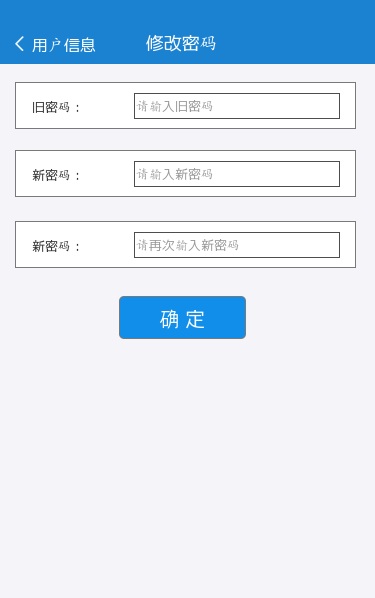 用户信息 修改密码
旧密码： 请输入旧密码
新密码： 请输入新密码
新密码： 请再次输入新密码
确 定